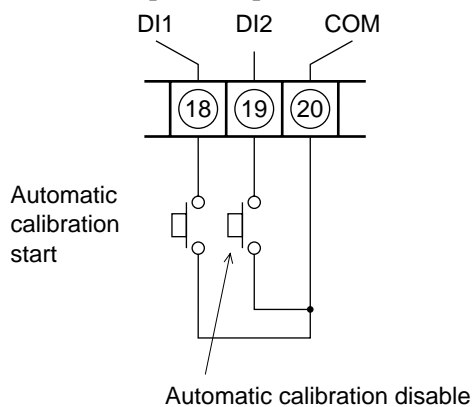 DI1 DI2 COM
18 19 20
Automatic
calibration
start
Automatic calibration disable